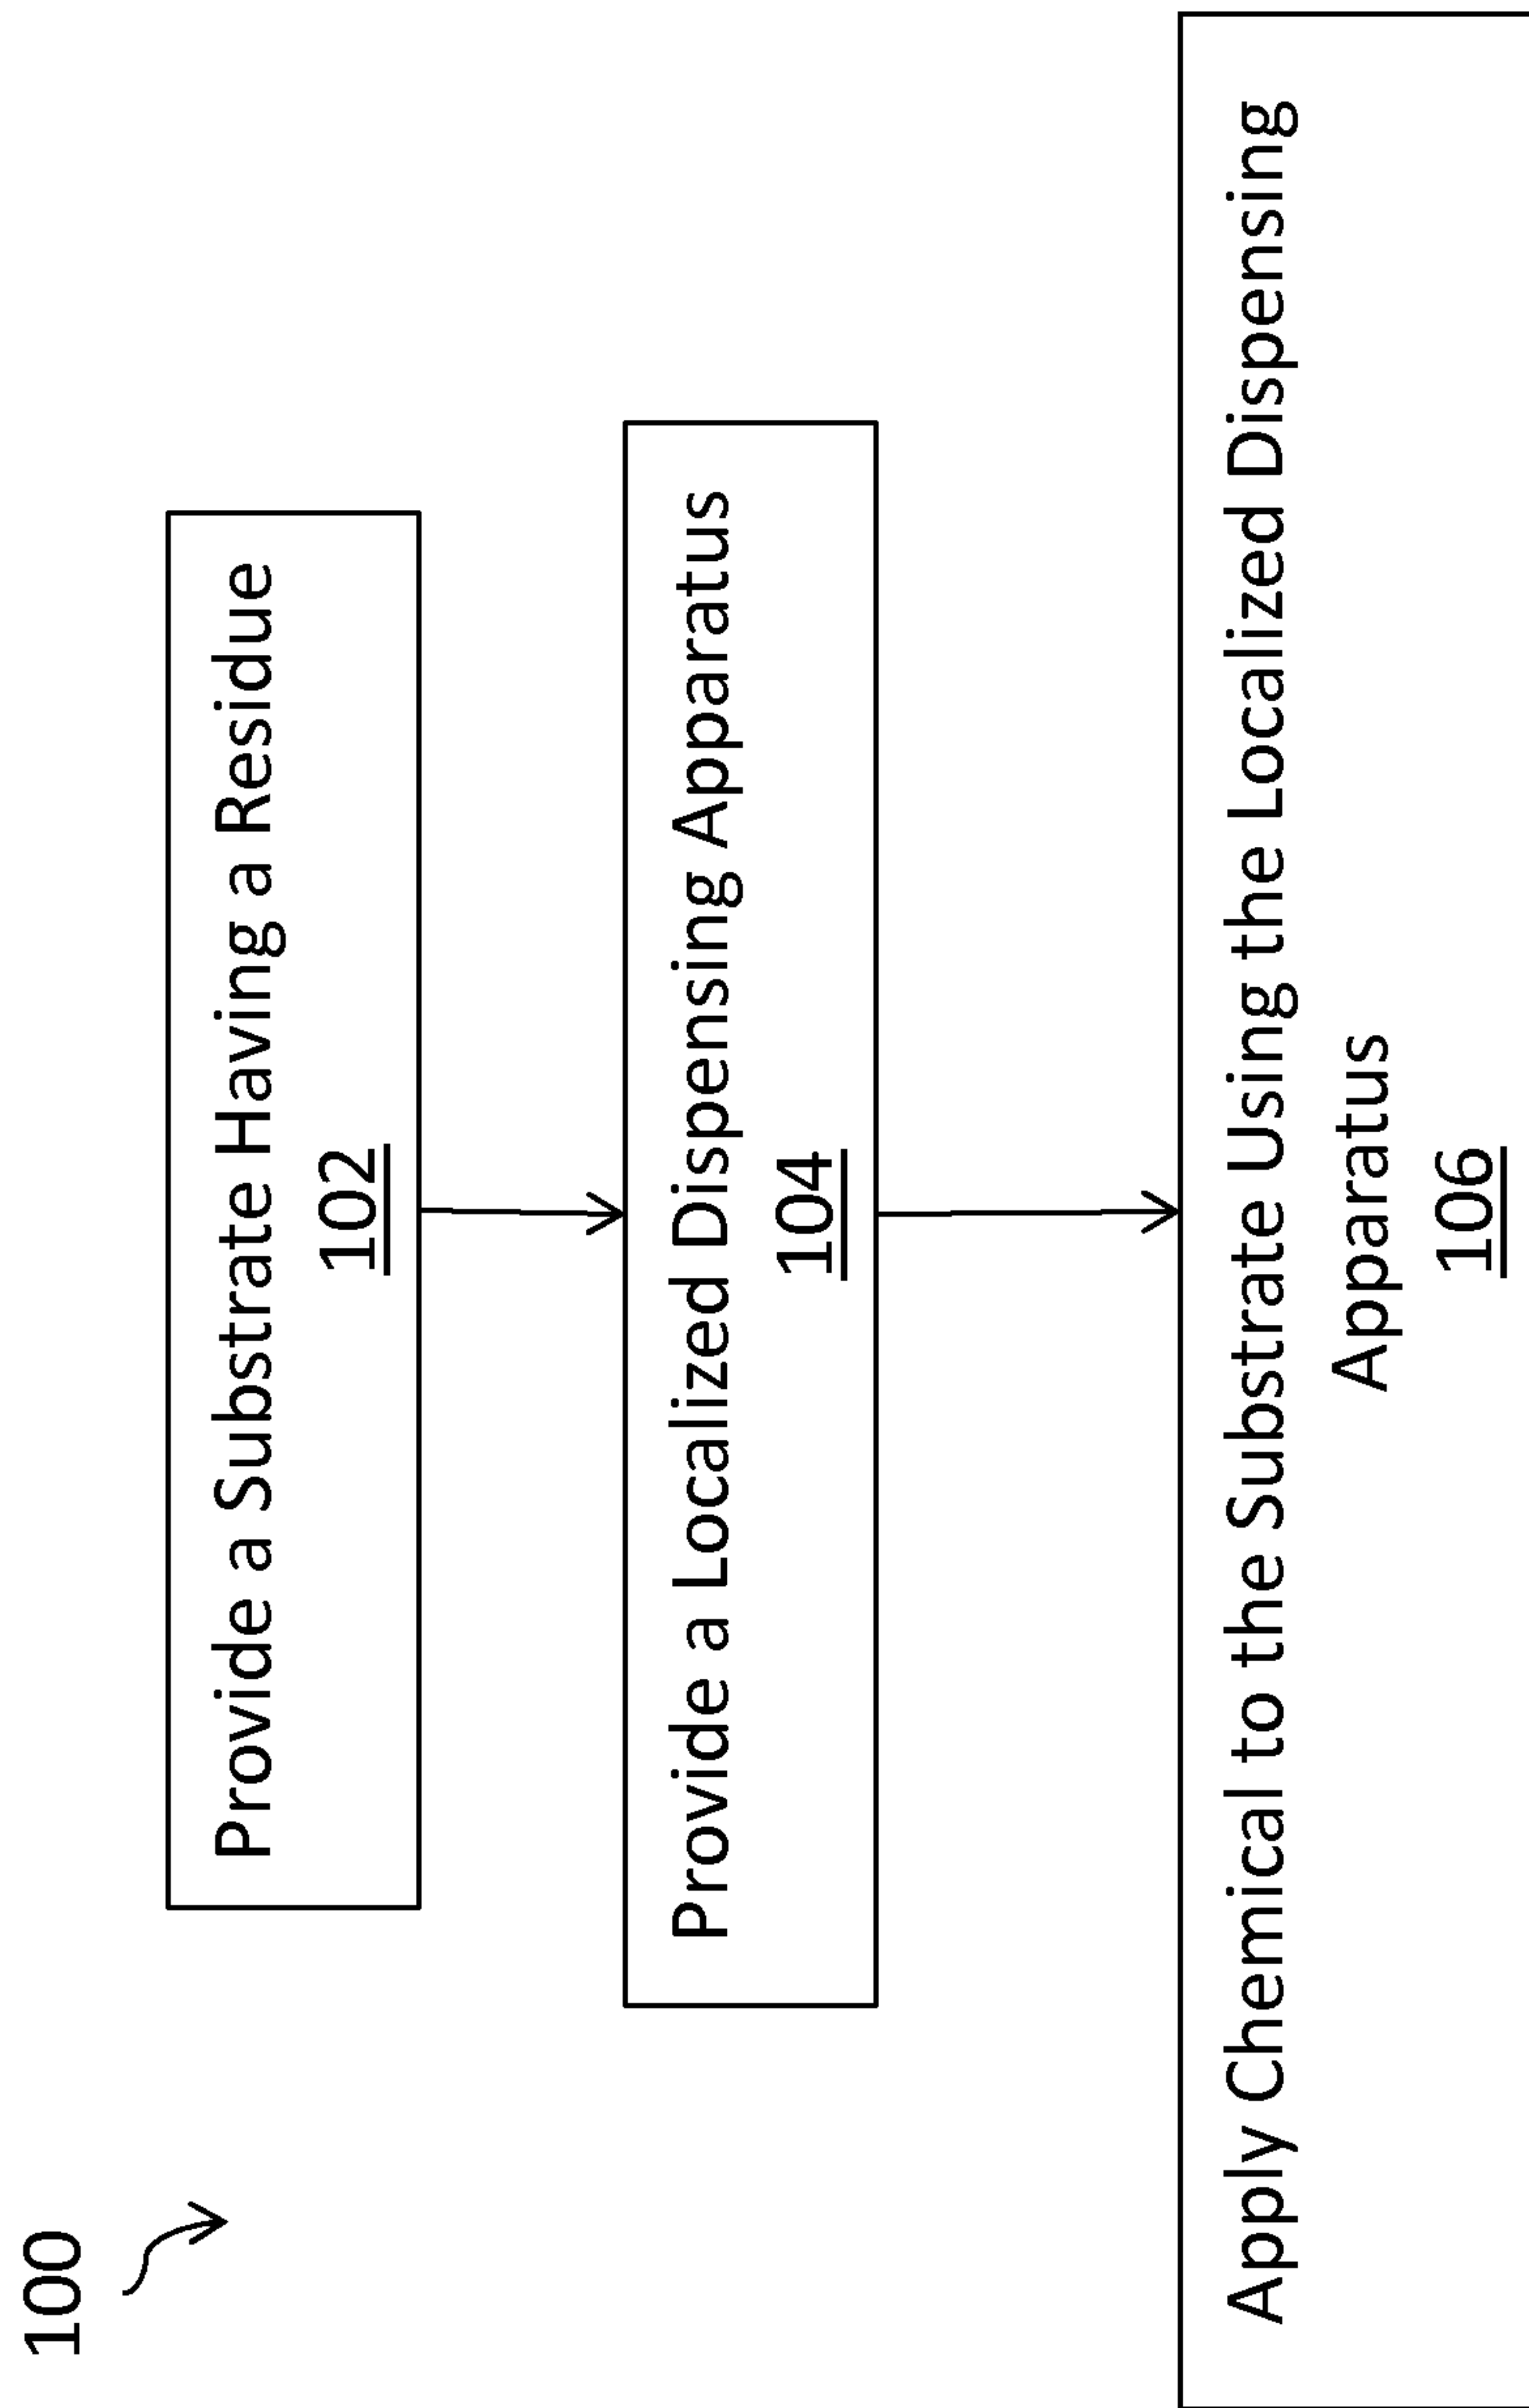 100
Provide a Substrate Having a Residue
102
Provide a Localized Dispensing Apparatus
104
Apply Chemical to the Substrate Using the Localized Dispensing
Apparatus
106